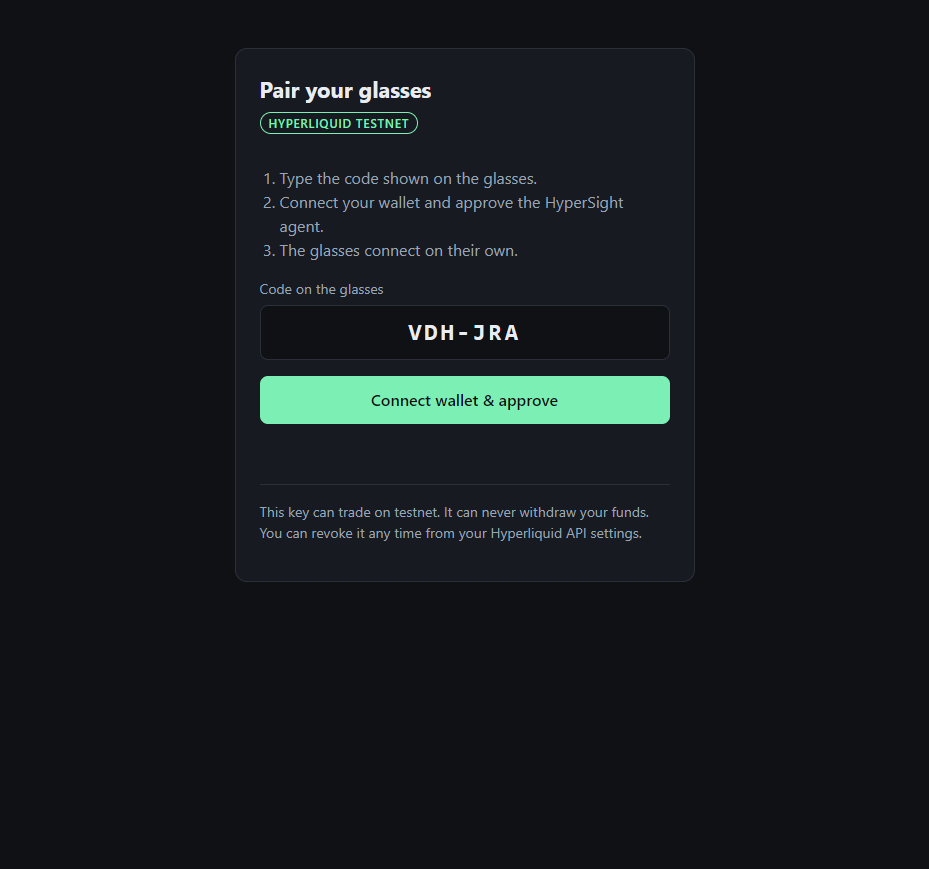 Pair your glasses
HYPERLIQUID TESTNET
1. Type the code shown on the glasses.
2. Connect your wallet and approve the HyperSight
agent.
3. The glasses connect on their own.
Code on the glasses
VDH-JRA
Connect wallet & approve
This key can trade on testnet. It can never withdraw your funds.
You can revoke it any time from your Hyperliquid API settings.